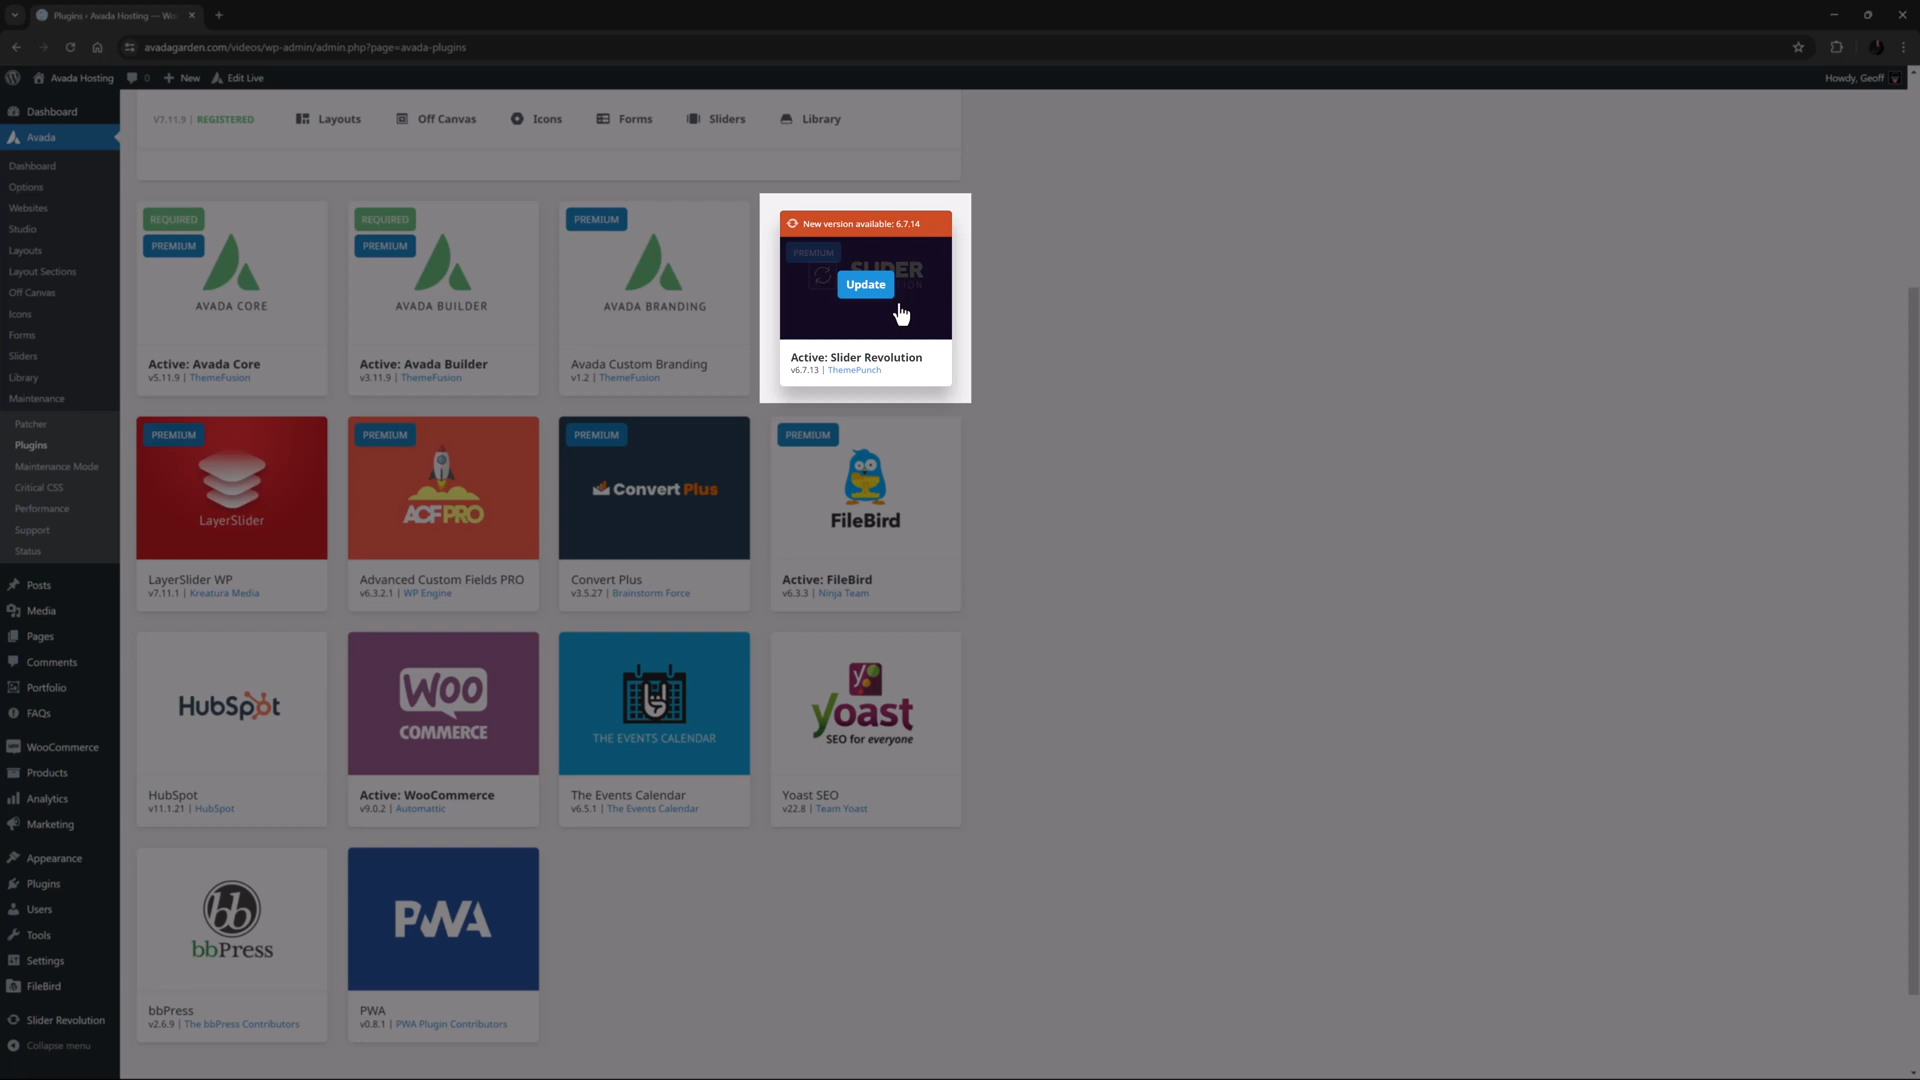 Plugins ‹ Avada Hosting — Wo
avadagarden.com/videos/wp-admin/admin.php?page=avada-plugins
Avada Hosting
0
New
Edit Live
Howdy, Geoff
Dashboard
Avada
Dashboard
Options
Websites
Studio
Layouts
Layout Sections
Off Canvas
Icons
Forms
Sliders
Library
Maintenance
Patcher
Plugins
Maintenance Mode
Critical CSS
Performance
Support
Status
Posts
Media
Pages
Comments
Portfolio
FAQs
WooCommerce
Products
Analytics
Marketing
Appearance
Plugins
Users
Tools
Settings
FileBird
Slider Revolution
Collapse menu
V7.11.9 | REGISTERED
Layouts
Off Canvas
Icons
Forms
Sliders
Library
REQUIRED
PREMIUM
AVADA CORE
Active: Avada Core
v5.11.9 | ThemeFusion
REQUIRED
PREMIUM
AVADA BUILDER
Active: Avada Builder
v3.11.9 | ThemeFusion
PREMIUM
AVADA BRANDING
Avada Custom Branding
v1.2 | ThemeFusion
New version available: 6.7.14
PREMIUM
Update
Active: Slider Revolution
v6.7.13 | ThemePunch
PREMIUM
LayerSlider
LayerSlider WP
v7.11.1 | Kreatura Media
PREMIUM
ACF PRO
Advanced Custom Fields PRO
v6.3.2.1 | WP Engine
PREMIUM
Convert Plus
Convert Plus
v3.5.27 | Brainstorm Force
PREMIUM
FileBird
Active: FileBird
v6.3.3 | Ninja Team
HubSpot
HubSpot
v11.1.21 | HubSpot
WOO
COMMERCE
Active: WooCommerce
v9.0.2 | Automattic
THE EVENTS CALENDAR
The Events Calendar
v6.5.1 | The Events Calendar
y
yoast
SEO for everyone
Yoast SEO
v22.8 | Team Yoast
bb
bbPress
bbPress
v2.6.9 | The bbPress Contributors
PWA
PWA
v0.8.1 | PWA Plugin Contributors